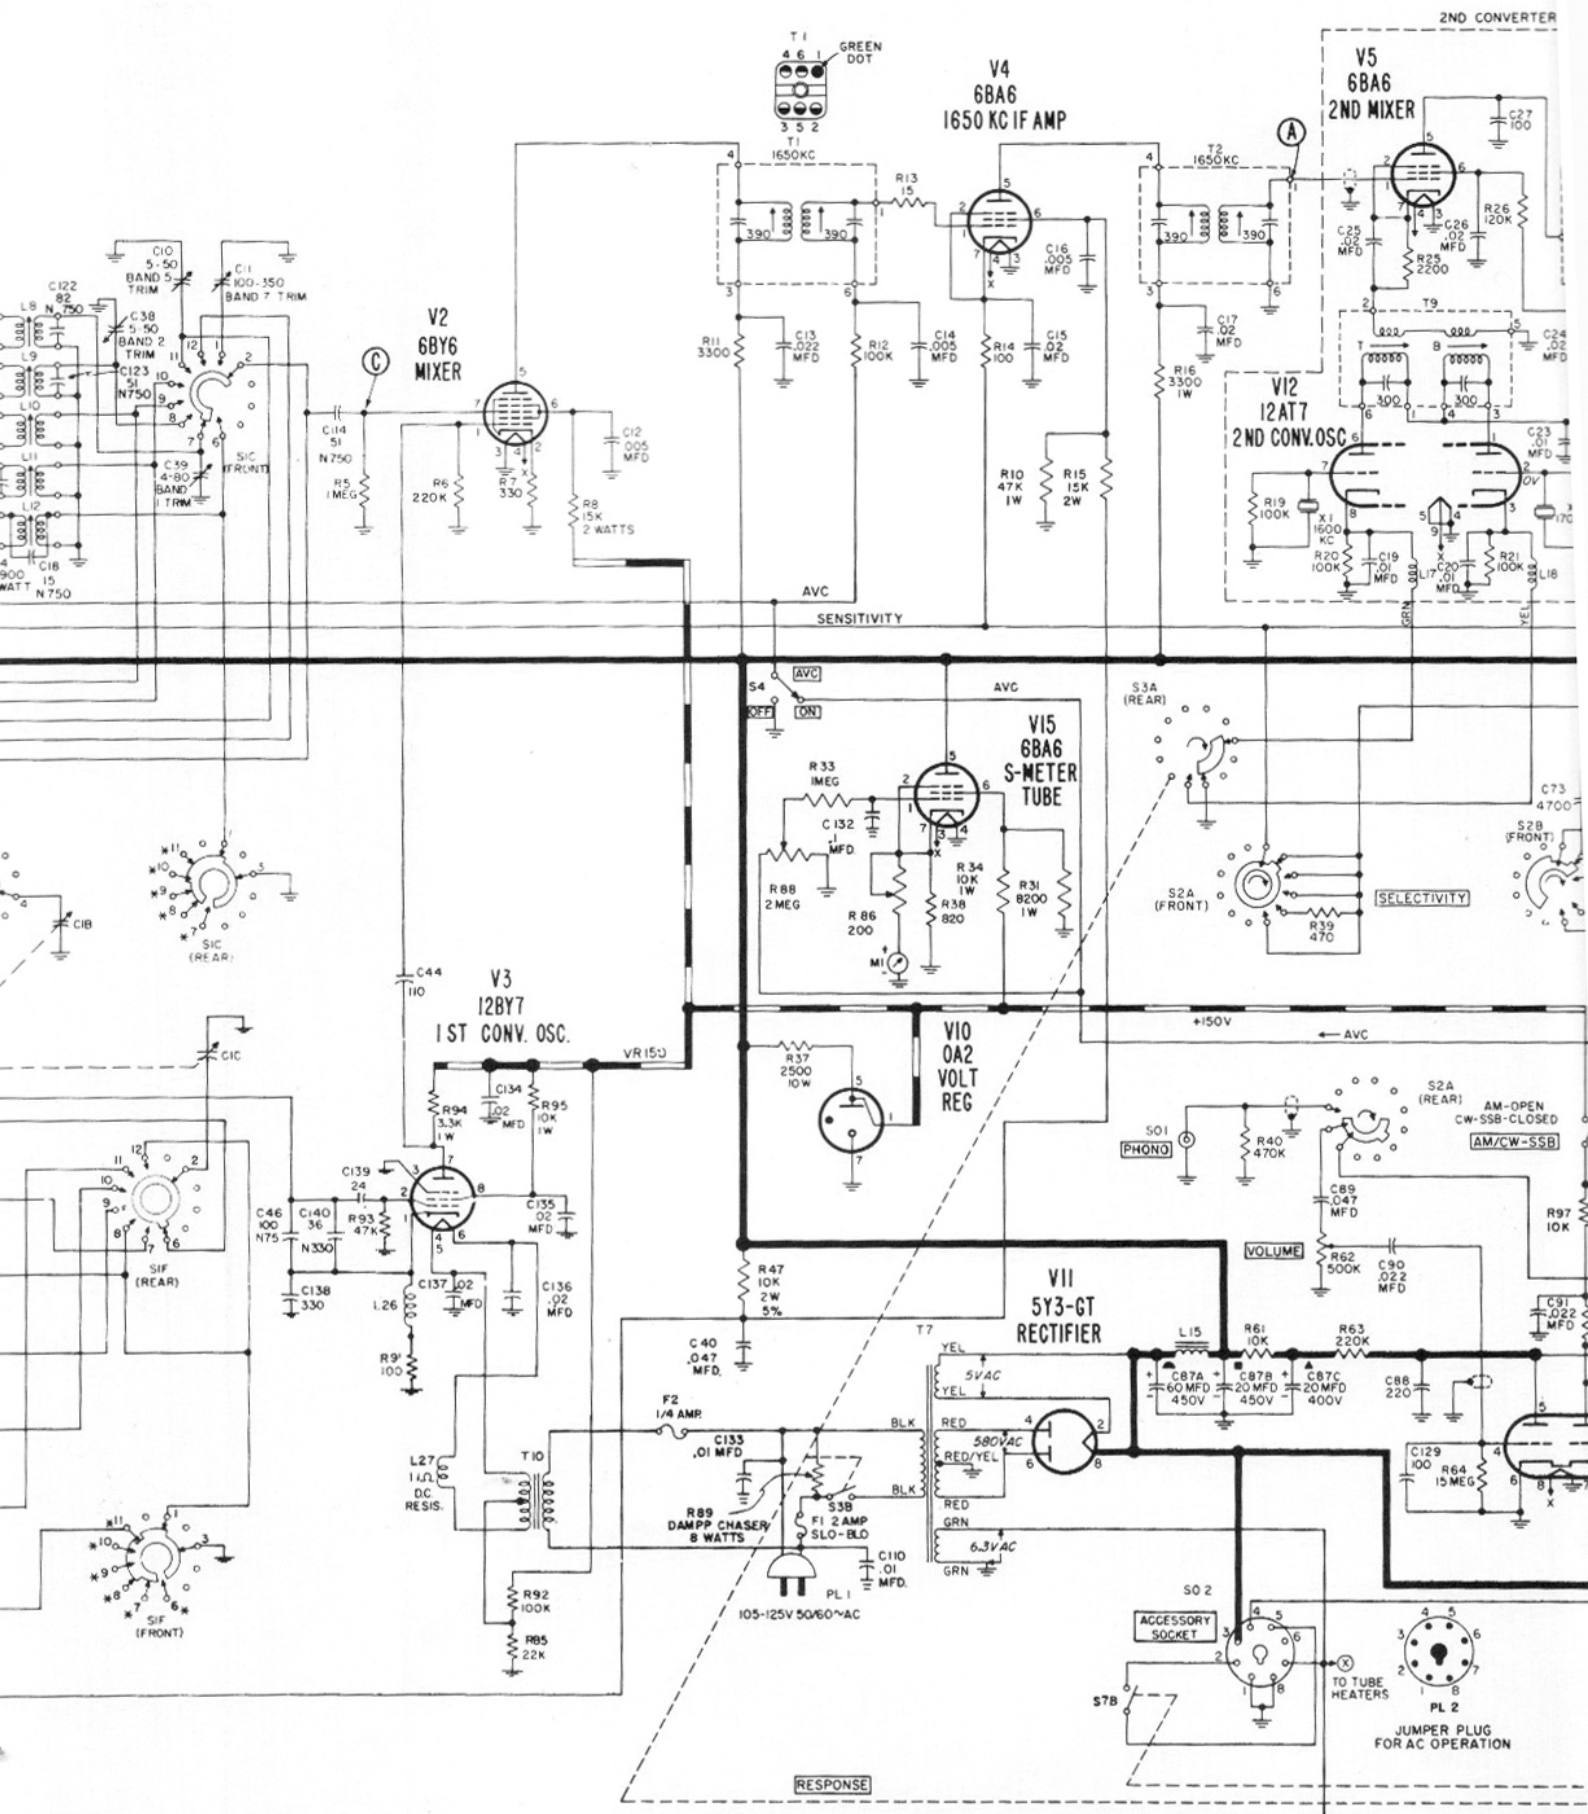 2ND CONVERTER
T1
4 6 1
GREEN
DOT
3 5 2
T1
1650KC
V4
6BA6
1650 KC IF AMP
V5
6BA6
2ND MIXER
C27
100
A
T2
1650KC
R13
15
390
390
390
390
C16
.005
MFD
C25
.02
MFD
C26
.02
MFD
R26
120K
R25
2200
C10
5-50
BAND 5
TRIM
C11
100-350
BAND 7 TRIM
C122
82
N 750
L8
C38
5-50
BAND 2
TRIM
L9
C123
51
N750
L10
L11
L12
C39
4-80
BAND
1 TRIM
S1C
(FRONT)
C18
15
N750
900
WATT
V2
6BY6
MIXER
C
C114
51
N750
R5
1MEG
R6
220K
R7
330
C12
.005
MFD
R8
15K
2 WATTS
R11
3300
C13
.022
MFD
R12
100K
C14
.005
MFD
R14
100
C15
.02
MFD
R16
3300
1W
C17
.02
MFD
R10
47K
1W
R15
15K
2W
T9
T
B
C24
.02
MFD
300
300
V12
12AT7
2ND CONV.OSC
C23
.01
MFD
0V
R19
100K
X1
1600
KC
R20
100K
C19
.01
MFD
L17
C20
.01
MFD
R21
100K
L18
170
GRN
YEL
AVC
SENSITIVITY
S4
AVC
OFF
ON
AVC
S3A
(REAR)
V15
6BA6
S-METER
TUBE
R33
1MEG
C132
.1
MFD
R88
2MEG
R86
200
R34
10K
1W
R38
820
R31
8200
1W
M1
S2A
(FRONT)
SELECTIVITY
R39
470
C73
4700
S2B
(FRONT)
C1B
S1C
(REAR)
C44
110
V3
12BY7
1ST CONV. OSC.
VR150
+150V
← AVC
R37
2500
10W
V10
OA2
VOLT
REG
C1C
C134
.02
MFD
R94
3.3K
1W
R95
10K
1W
S2A
(REAR)
AM-OPEN
CW-SSB-CLOSED
AM/CW-SSB
SO1
PHONO
R40
470K
C139
24
C46
100
N75
C140
36
N330
R93
47K
C135
.02
MFD
C138
330
L26
C137
.02
MFD
C136
.02
MFD
S1F
(REAR)
C89
.047
MFD
VOLUME
R62
500K
C90
.022
MFD
R97
10K
C91
.022
MFD
R47
10K
2W
5%
C40
.047
MFD.
V11
5Y3-GT
RECTIFIER
T7
YEL
5VAC
YEL
L15
R61
10K
R63
220K
C87A
60 MFD
450V
C87B
20 MFD
450V
C87C
20MFD
400V
C88
220
100
F2
1/4 AMP.
C133
.01 MFD
BLK
RED
580VAC
RED/YEL
BLK
RED
R89
DAMPP CHASER
8 WATTS
S3B
F1 2AMP
SLO-BLO
GRN
6.3VAC
GRN
C129
100
R64
15 MEG
L27
11Ω
D.C.
RESIS.
T10
C110
.01
MFD.
PL 1
105-125V 50/60~AC
R92
100K
R85
22K
S1F
(FRONT)
SO 2
ACCESSORY
SOCKET
X
TO TUBE
HEATERS
S7B
PL 2
JUMPER PLUG
FOR AC OPERATION
RESPONSE